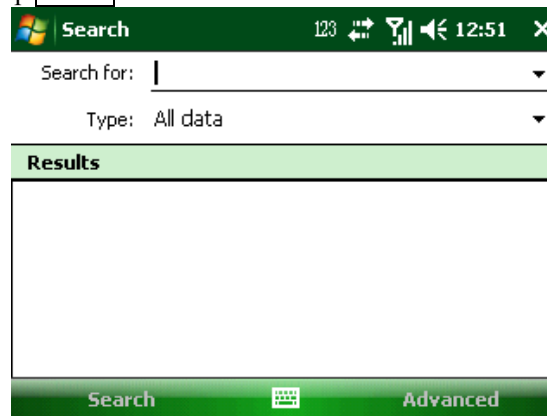 p
Search 123 12:51
Search for:
Type: All data
Results
Search Advanced